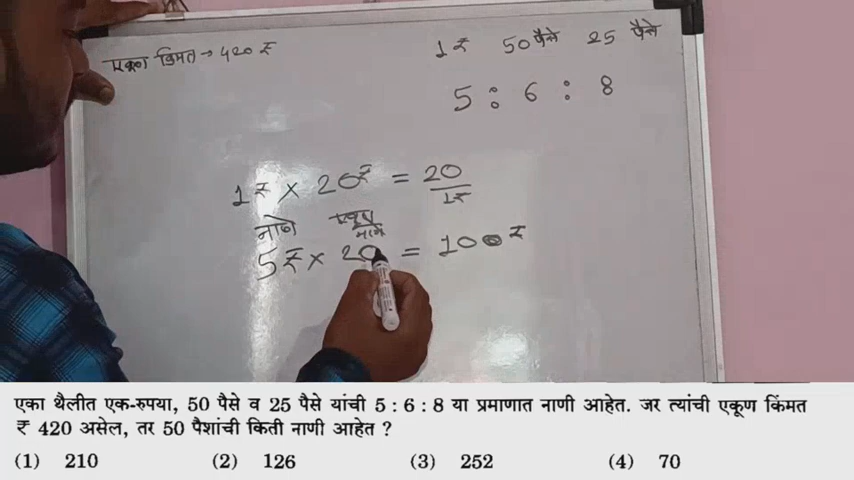 एकूण किंमत → 420 ₹
1 ₹ 50 पैसे 25 पैसे
5 : 6 : 8
1 ₹ × 20 ₹ = 20/1₹
नाणे एकूण नाणे
5 ₹ × 20 = 100 ₹
एका थैलीत एक-रुपया, 50 पैसे व 25 पैसे यांची 5 : 6 : 8 या प्रमाणात नाणी आहेत. जर त्यांची एकूण किंमत
₹ 420 असेल, तर 50 पैशांची किती नाणी आहेत ?
(1) 210 (2) 126 (3) 252 (4) 70